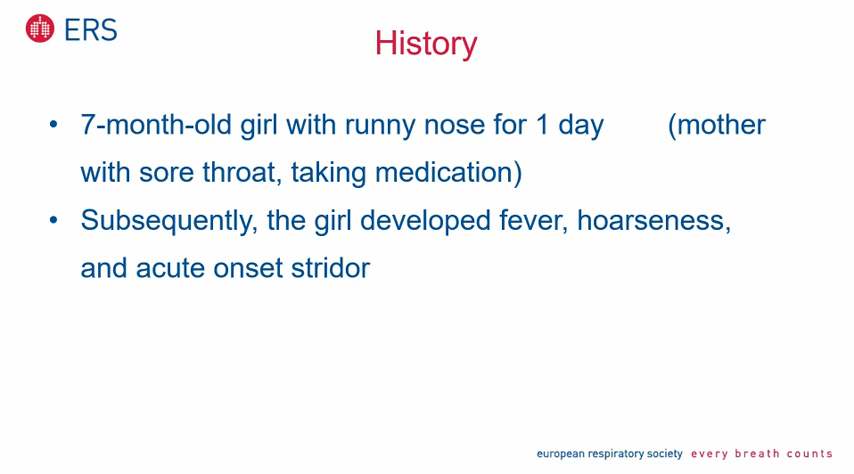 ERS
History
• 7-month-old girl with runny nose for 1 day (mother
with sore throat, taking medication)
• Subsequently, the girl developed fever, hoarseness,
and acute onset stridor
european respiratory society every breath counts